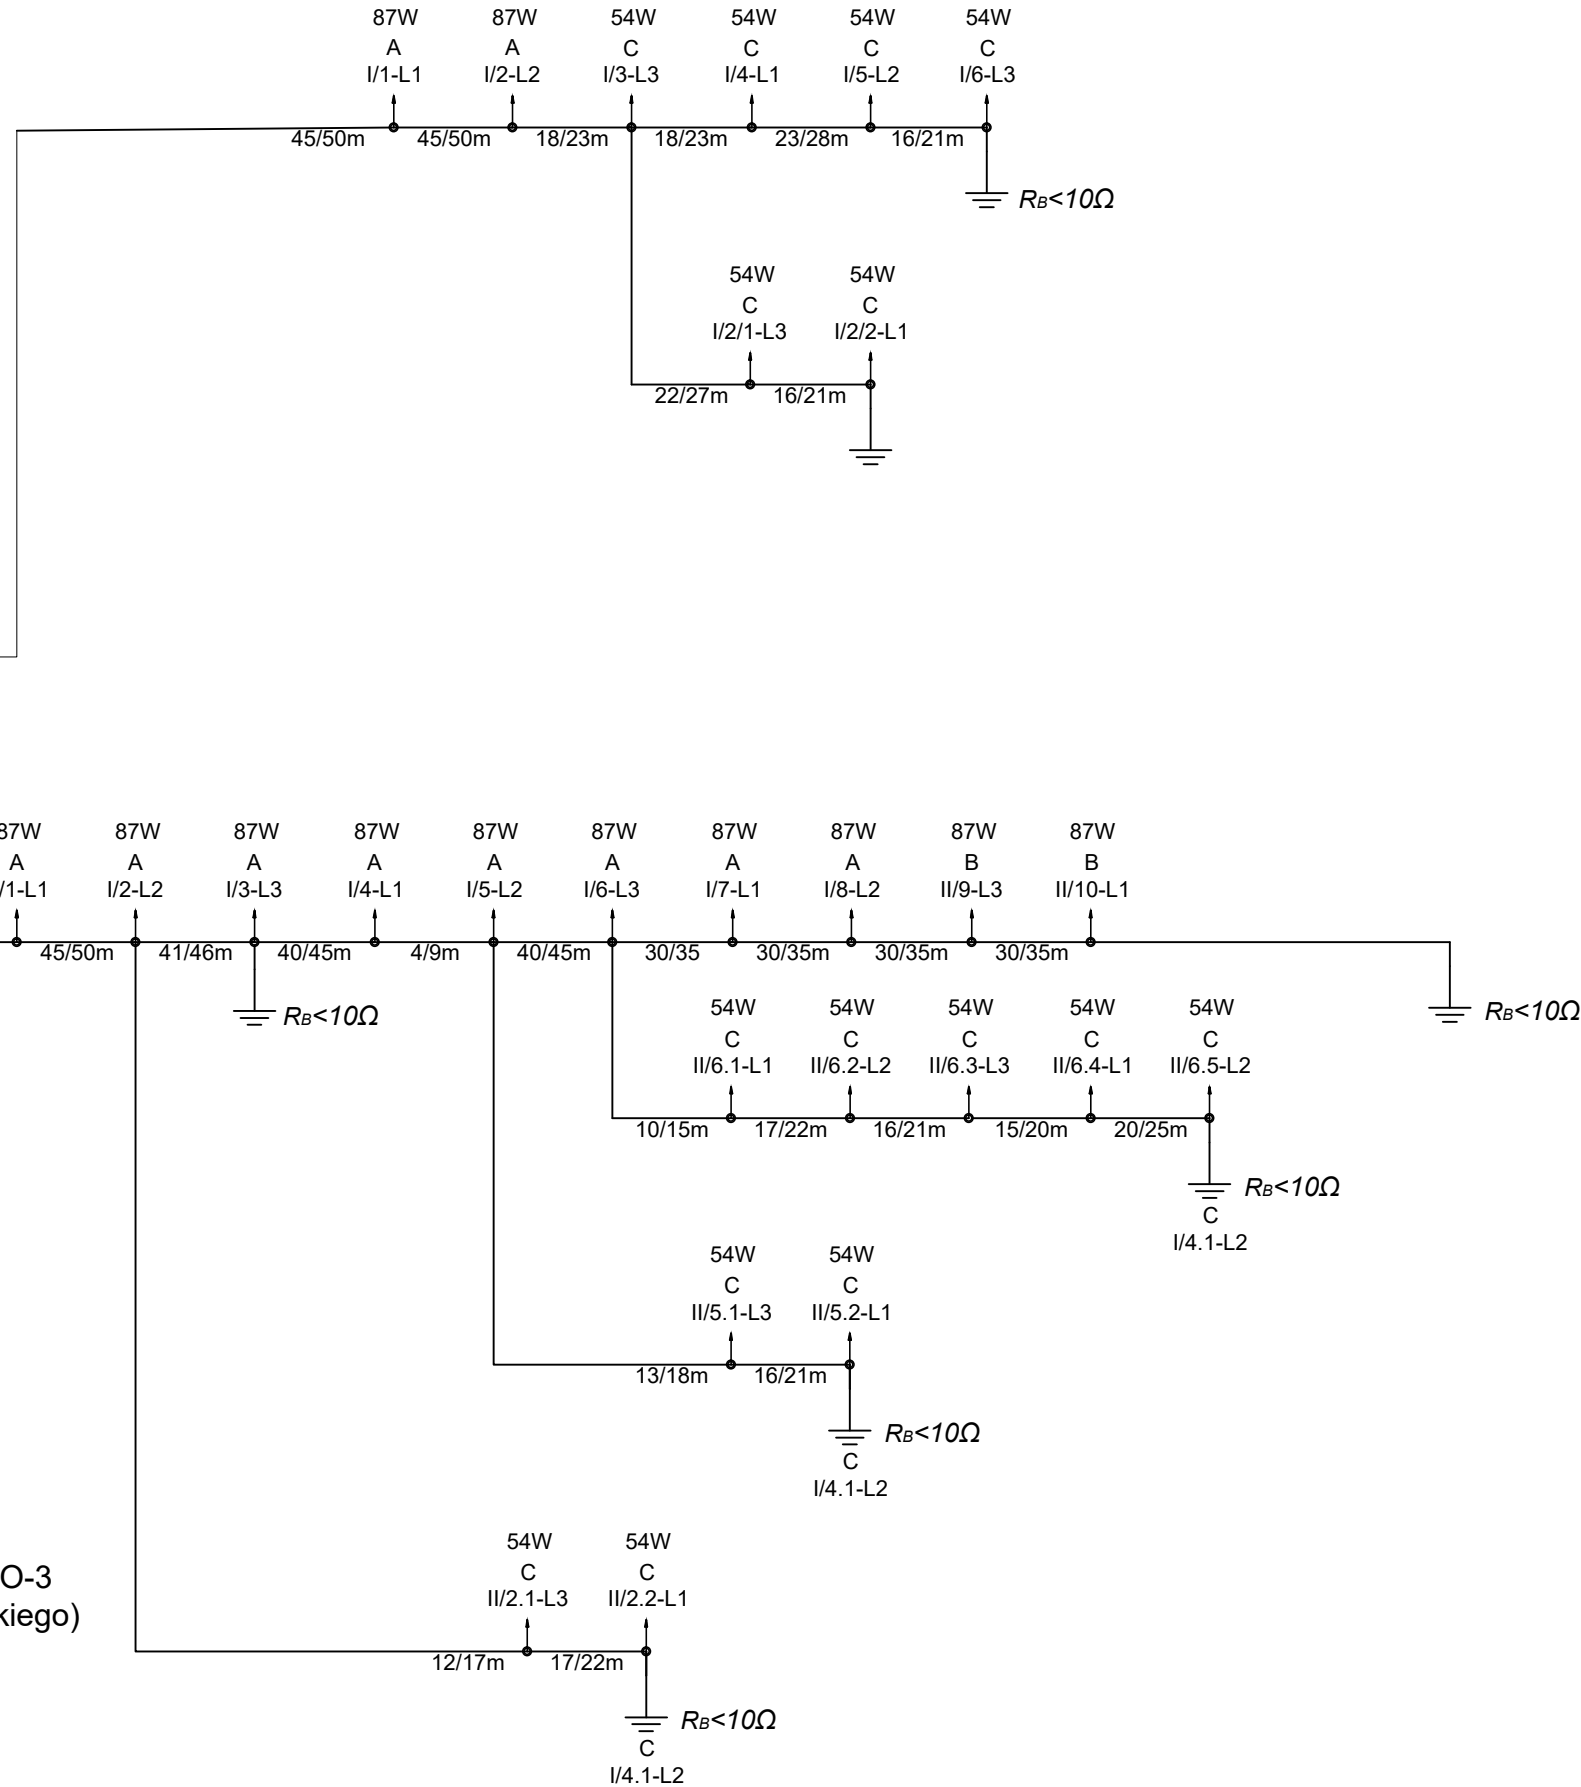 87W 87W 54W 54W 54W 54W
A A C C C C
I/1-L1 I/2-L2 I/3-L3 I/4-L1 I/5-L2 I/6-L3
45/50m 45/50m 18/23m 18/23m 23/28m 16/21m
RB<10Ω
54W 54W
C C
I/2/1-L3 I/2/2-L1
22/27m 16/21m
87W 87W 87W 87W 87W 87W 87W 87W 87W 87W
A A A A A A A A B B
/1-L1 I/2-L2 I/3-L3 I/4-L1 I/5-L2 I/6-L3 I/7-L1 I/8-L2 II/9-L3 II/10-L1
45/50m 41/46m 40/45m 4/9m 40/45m 30/35 30/35m 30/35m 30/35m
RB<10Ω RB<10Ω
54W 54W 54W 54W 54W
C C C C C
II/6.1-L1 II/6.2-L2 II/6.3-L3 II/6.4-L1 II/6.5-L2
10/15m 17/22m 16/21m 15/20m 20/25m
RB<10Ω
C
I/4.1-L2
54W 54W
C C
II/5.1-L3 II/5.2-L1
13/18m 16/21m
RB<10Ω
C
I/4.1-L2
54W 54W
C C
II/2.1-L3 II/2.2-L1
O-3
kiego)
12/17m 17/22m
RB<10Ω
C
I/4.1-L2